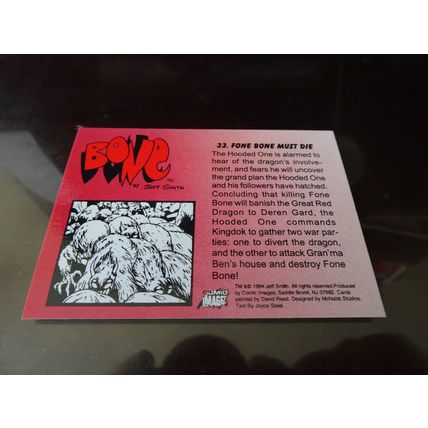 BONE™
BY JEFF SMITH
33. FONE BONE MUST DIE
The Hooded One is alarmed to
hear of the dragon's involve-
ment, and fears he will uncover
the grand plan the Hooded One
and his followers have hatched.
Concluding that killing Fone
Bone will banish the Great Red
Dragon to Deren Gard, the
Hooded One commands
Kingdok to gather two war par-
ties: one to divert the dragon,
and the other to attack Gran'ma
Ben's house and destroy Fone
Bone!
COMIC
IMAGES
TM &© 1994 Jeff Smith. All rights reserved.Produced
by Comic Images, Saddle Brook, NJ 07662. Cards
painted by David Reed. Designed by McNabb Studios.
Text By Joyce Steel.